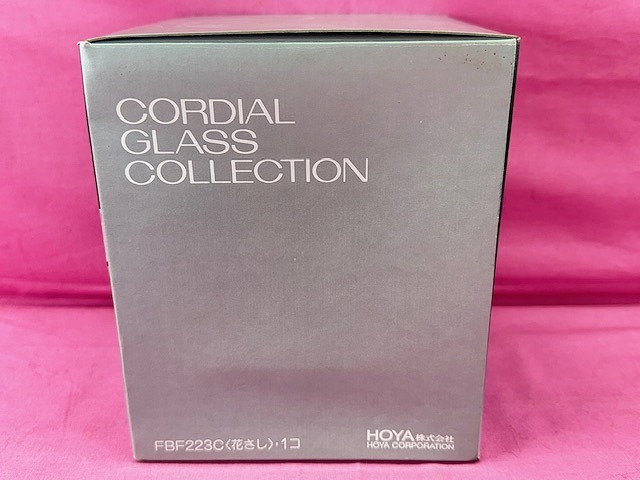 CORDIAL
GLASS
COLLECTION
FBF223C〈花さし〉・1コ
HOYA株式会社
HOYA CORPORATION